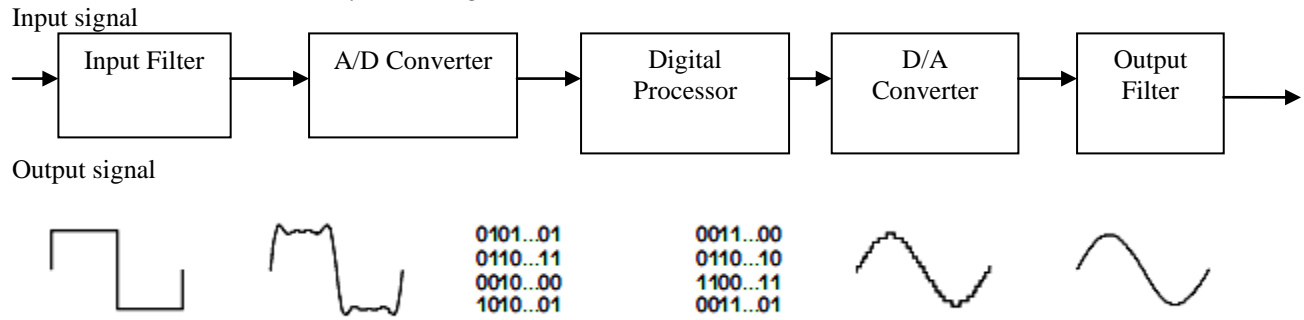 Input signal
Input Filter
A/D Converter
Digital
Processor
D/A
Converter
Output
Filter
Output signal
0101...01
0110...11
0010...00
1010...01
0011...00
0110...10
1100...11
0011...01